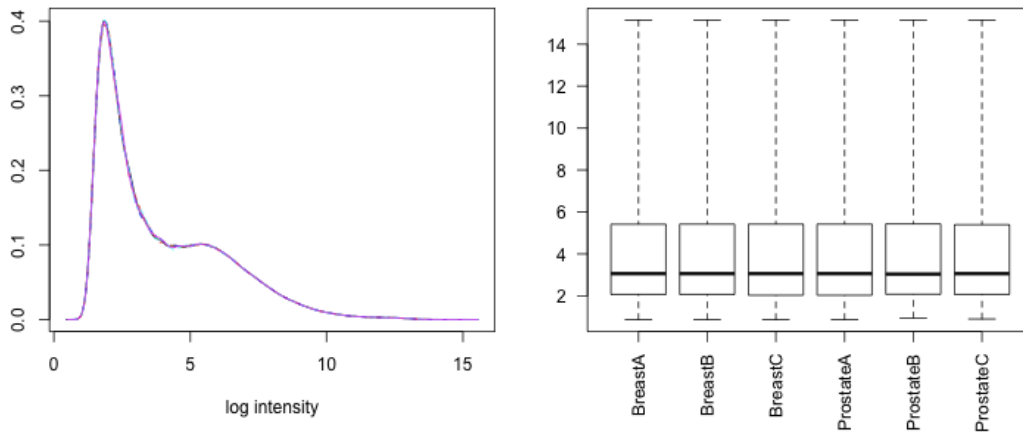 0.4
0.3
0.2
0.1
0.0
0 5 10 15
log intensity
14
12
10
8
6
4
2
BreastA
BreastB
BreastC
ProstateA
ProstateB
ProstateC